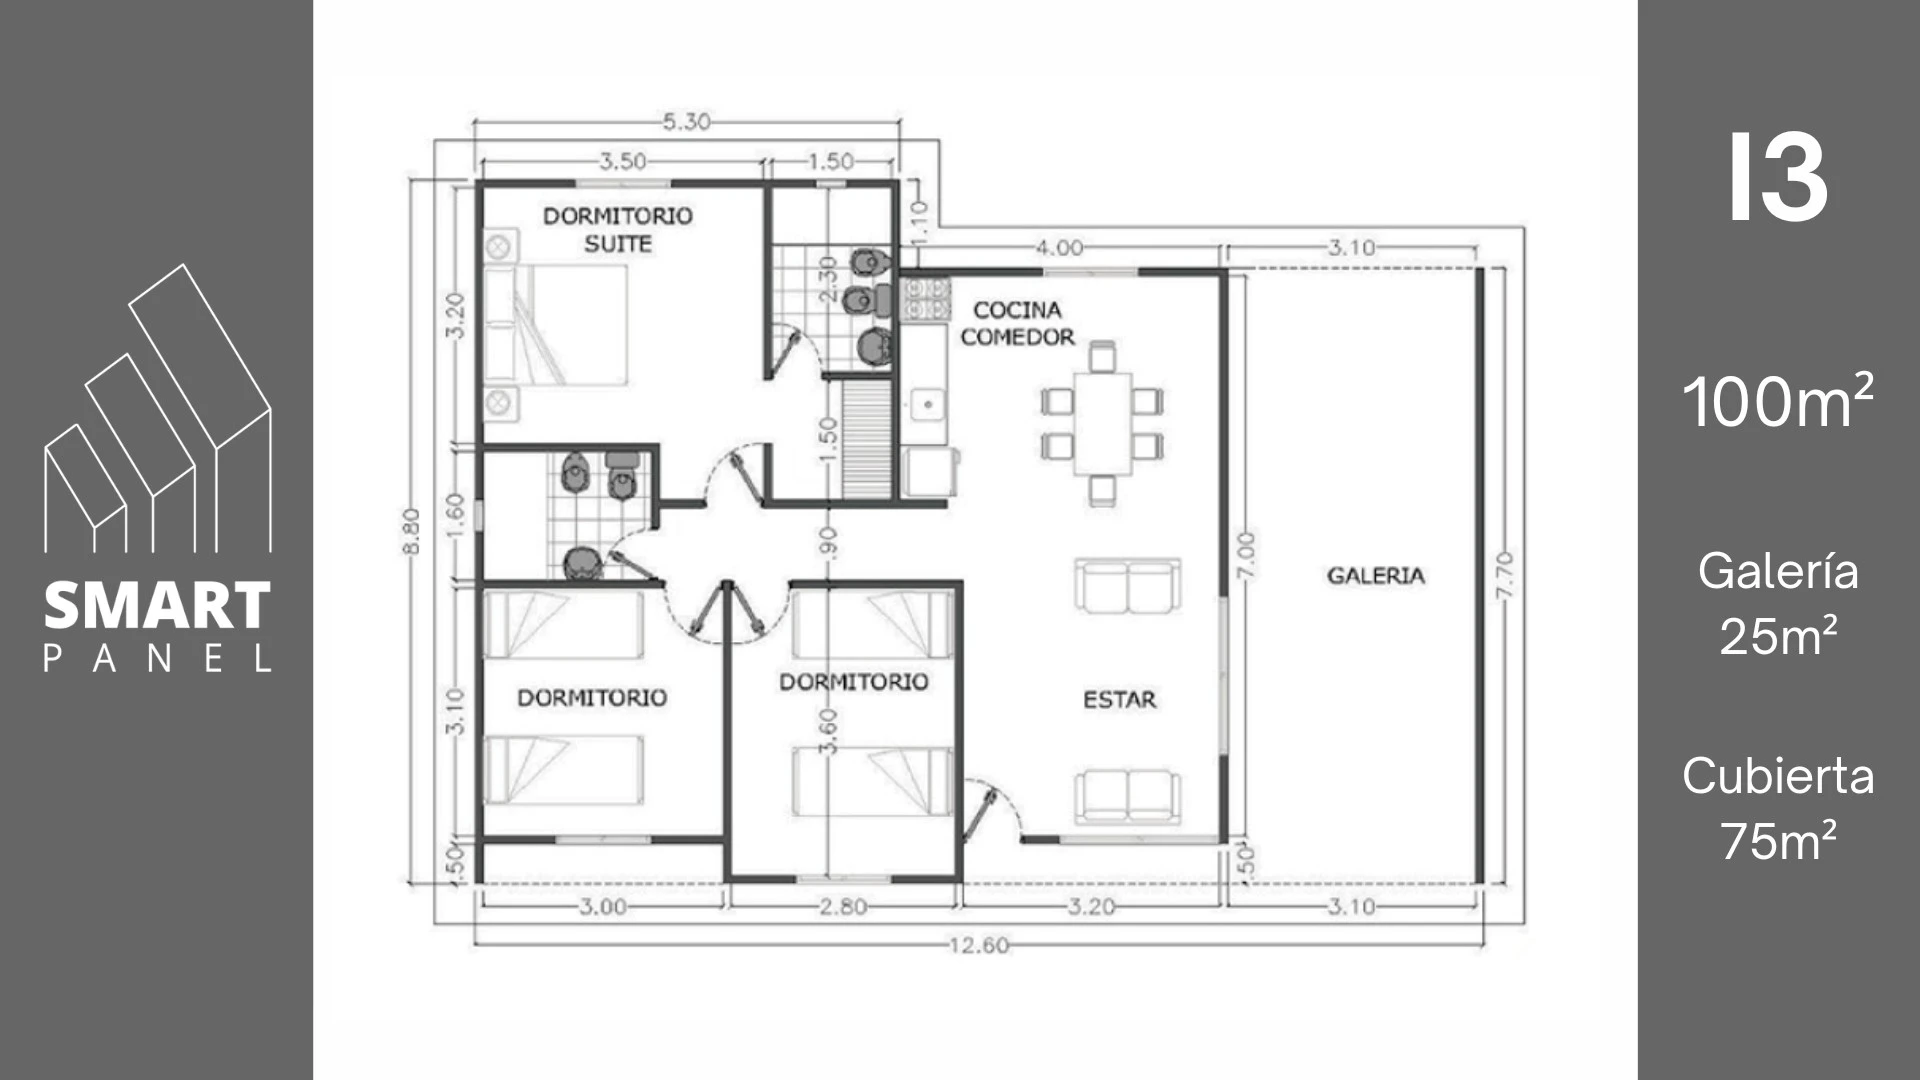 SMART
PANEL
5.30
3.50
1.50
DORMITORIO
SUITE
1.10
4.00
3.10
2.30
3.20
COCINA
COMEDOR
1.50
1.60
8.80
.90
7.00
GALERIA
7.70
DORMITORIO
DORMITORIO
ESTAR
3.10
3.60
.50
.50
3.00
2.80
3.20
3.10
12.60
I3
100m²
Galería
25m²
Cubierta
75m²